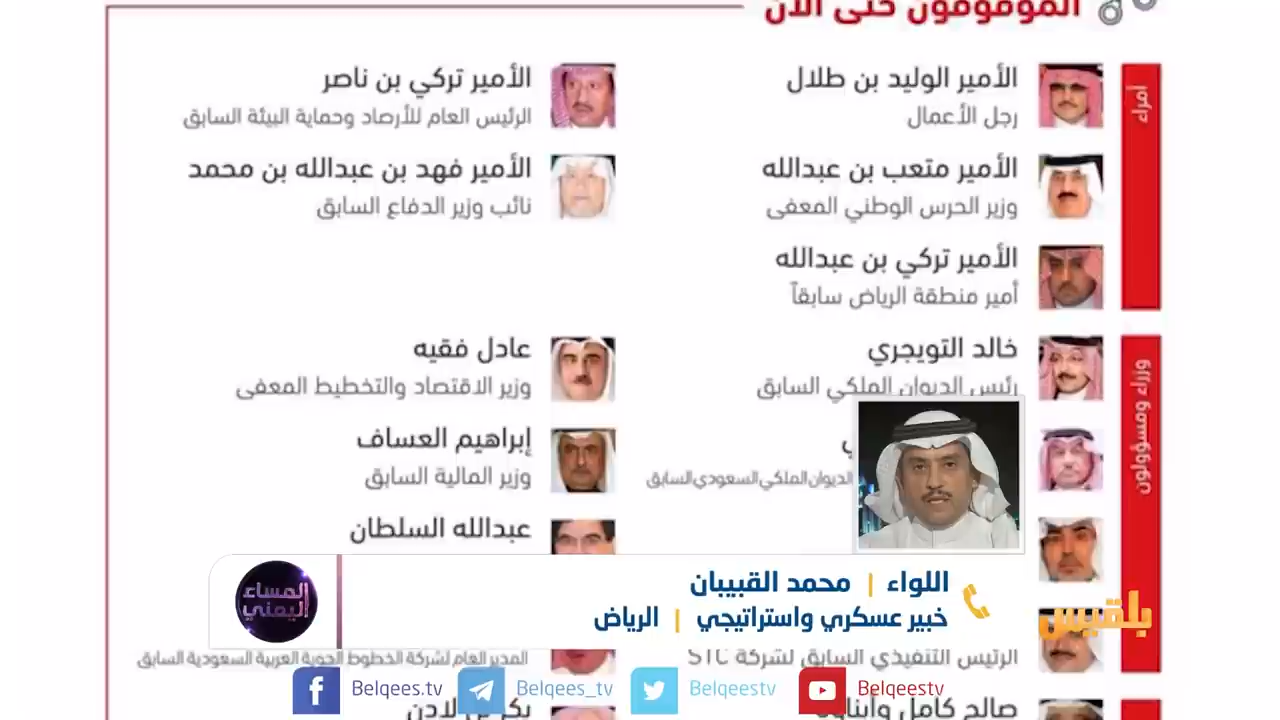 الموقوفون حتى الآن
أمراء
الأمير الوليد بن طلال
رجل الأعمال
الأمير تركي بن ناصر
الرئيس العام للأرصاد وحماية البيئة السابق
الأمير متعب بن عبدالله
وزير الحرس الوطني المعفى
الأمير فهد بن عبدالله بن محمد
نائب وزير الدفاع السابق
الأمير تركي بن عبدالله
أمير منطقة الرياض سابقاً
وزراء ومسؤولون
خالد التويجري
رئيس الديوان الملكي السابق
عادل فقيه
وزير الاقتصاد والتخطيط المعفى
الديوان الملكي السعودي السابق
إبراهيم العساف
وزير المالية السابق
عبدالله السلطان
اللواء | محمد القبيبان
خبير عسكري واستراتيجي | الرياض
المساء اليمني
بلقيس
الرئيس التنفيذي السابق لشركة STC
المدير العام لشركة الخطوط الجوية العربية السعودية السابق
صالح كامل وأبناؤه
بكر بن لادن
Belqees.tv
Belqees_tv
Belqeestv
Belqeestv